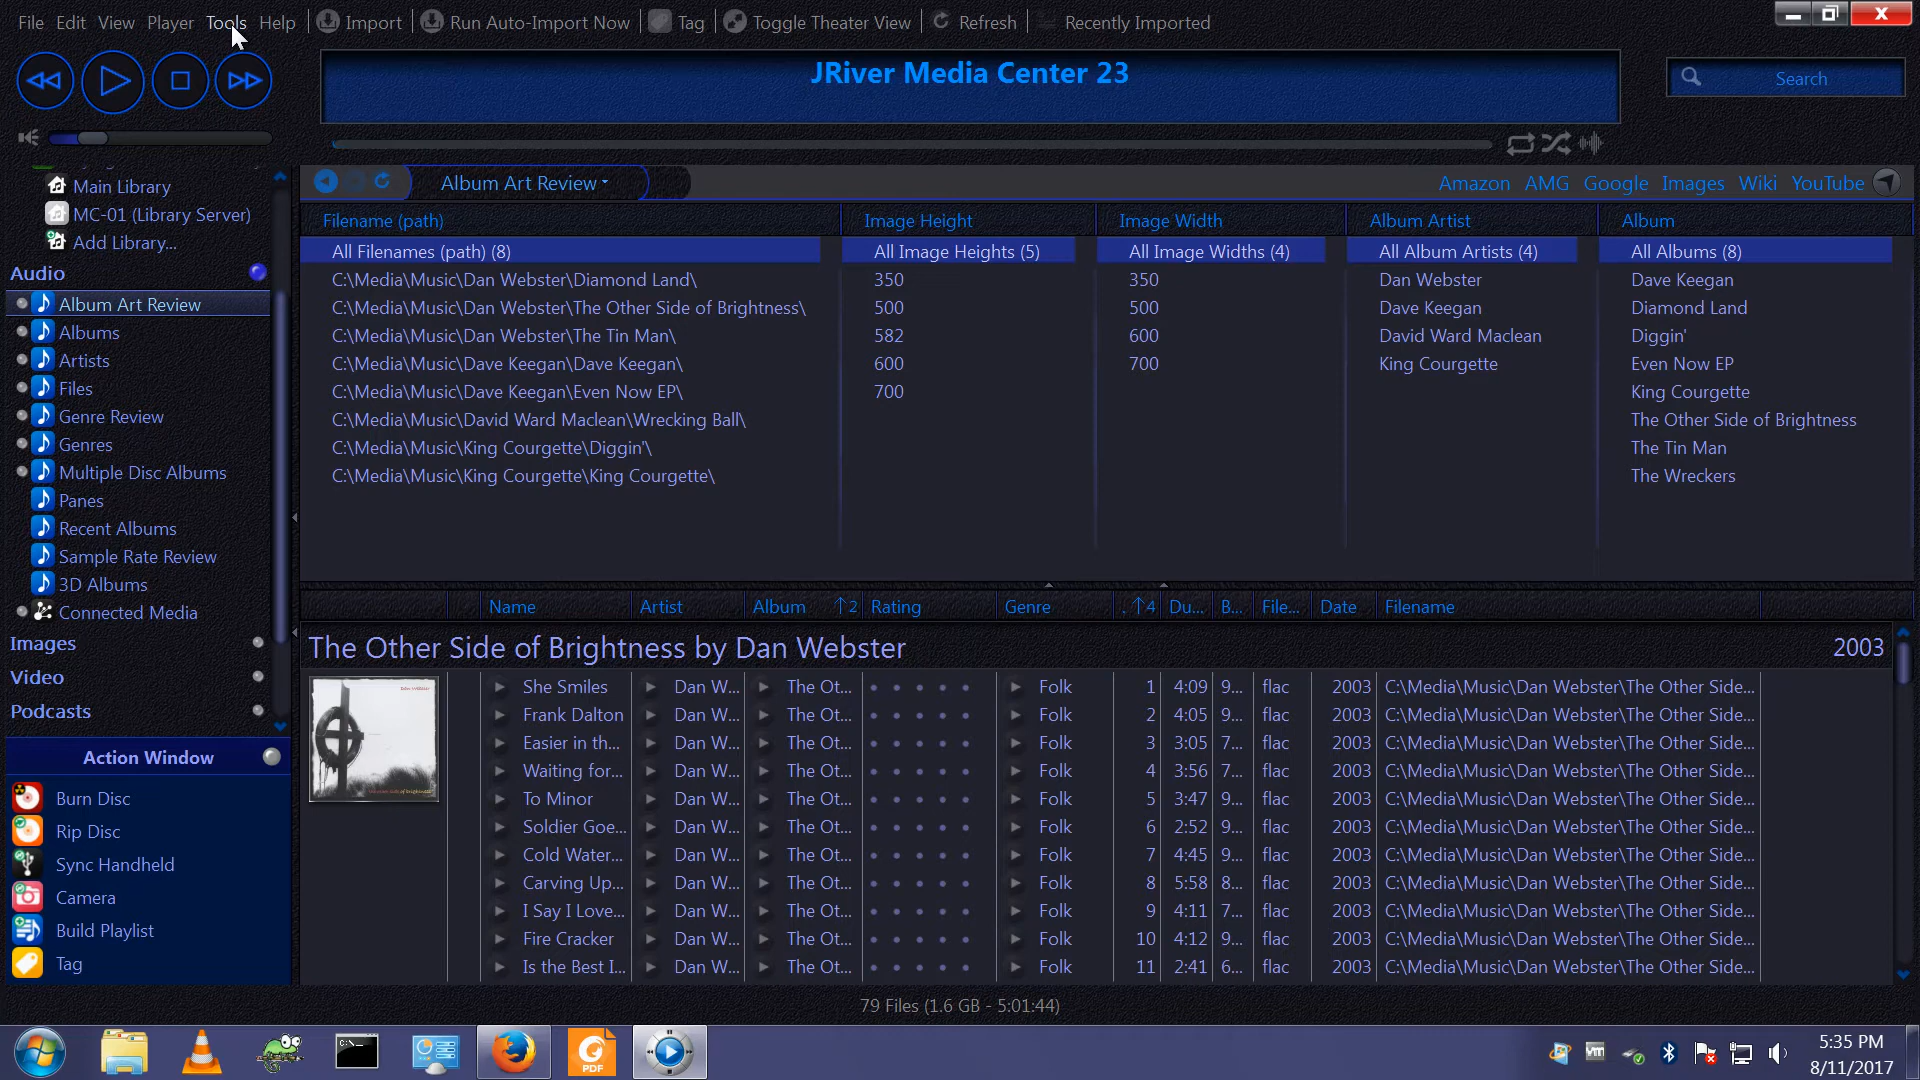 File Edit View Player Tools Help Import Run Auto-Import Now Tag Toggle Theater View Refresh Recently Imported
JRiver Media Center 23
Search
Main Library
MC-01 (Library Server)
Add Library...
Audio
Album Art Review
Albums
Artists
Files
Genre Review
Genres
Multiple Disc Albums
Panes
Recent Albums
Sample Rate Review
3D Albums
Connected Media
Images
Video
Podcasts
Action Window
Burn Disc
Rip Disc
Sync Handheld
Camera
Build Playlist
Tag
Album Art Review Amazon AMG Google Images Wiki YouTube
Filename (path) Image Height Image Width Album Artist Album
All Filenames (path) (8) All Image Heights (5) All Image Widths (4) All Album Artists (4) All Albums (8)
C:\Media\Music\Dan Webster\Diamond Land\ 350 350 Dan Webster Dave Keegan
C:\Media\Music\Dan Webster\The Other Side of Brightness\ 500 500 Dave Keegan Diamond Land
C:\Media\Music\Dan Webster\The Tin Man\ 582 600 David Ward Maclean Diggin'
C:\Media\Music\Dave Keegan\Dave Keegan\ 600 700 King Courgette Even Now EP
C:\Media\Music\Dave Keegan\Even Now EP\ 700 King Courgette
C:\Media\Music\David Ward Maclean\Wrecking Ball\ The Other Side of Brightness
C:\Media\Music\King Courgette\Diggin'\ The Tin Man
C:\Media\Music\King Courgette\King Courgette\ The Wreckers
Name Artist Album 2 Rating Genre . 4 Du... B... File... Date Filename
The Other Side of Brightness by Dan Webster 2003
She Smiles Dan W... The Ot... Folk 1 4:09 9... flac 2003 C:\Media\Music\Dan Webster\The Other Side...
Frank Dalton Dan W... The Ot... Folk 2 4:05 9... flac 2003 C:\Media\Music\Dan Webster\The Other Side...
Easier in th... Dan W... The Ot... Folk 3 3:05 7... flac 2003 C:\Media\Music\Dan Webster\The Other Side...
Waiting for... Dan W... The Ot... Folk 4 3:56 7... flac 2003 C:\Media\Music\Dan Webster\The Other Side...
To Minor Dan W... The Ot... Folk 5 3:47 9... flac 2003 C:\Media\Music\Dan Webster\The Other Side...
Soldier Goe... Dan W... The Ot... Folk 6 2:52 9... flac 2003 C:\Media\Music\Dan Webster\The Other Side...
Cold Water... Dan W... The Ot... Folk 7 4:45 9... flac 2003 C:\Media\Music\Dan Webster\The Other Side...
Carving Up... Dan W... The Ot... Folk 8 5:58 8... flac 2003 C:\Media\Music\Dan Webster\The Other Side...
I Say I Love... Dan W... The Ot... Folk 9 4:11 7... flac 2003 C:\Media\Music\Dan Webster\The Other Side...
Fire Cracker Dan W... The Ot... Folk 10 4:12 9... flac 2003 C:\Media\Music\Dan Webster\The Other Side...
Is the Best I... Dan W... The Ot... Folk 11 2:41 6... flac 2003 C:\Media\Music\Dan Webster\The Other Side...
79 Files (1.6 GB - 5:01:44)
PDF
5:35 PM
8/11/2017